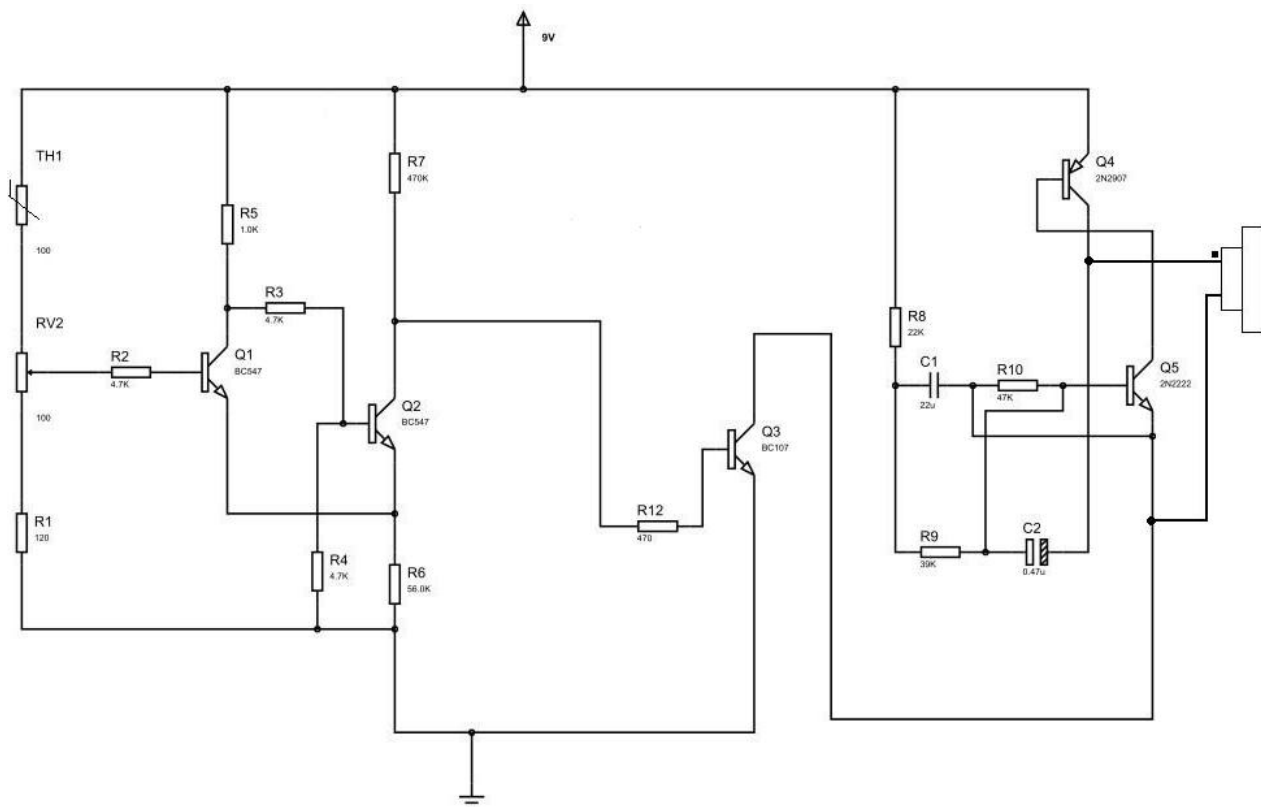 9V
TH1
100
RV2
100
R1
120
R2
4.7K
R5
1.0K
R3
4.7K
Q1
BC547
R4
4.7K
R7
470K
Q2
BC547
R6
56.0K
R12
470
Q3
BC107
R8
22K
C1
22u
R10
47K
R9
39K
C2
0.47u
Q4
2N2907
Q5
2N2222